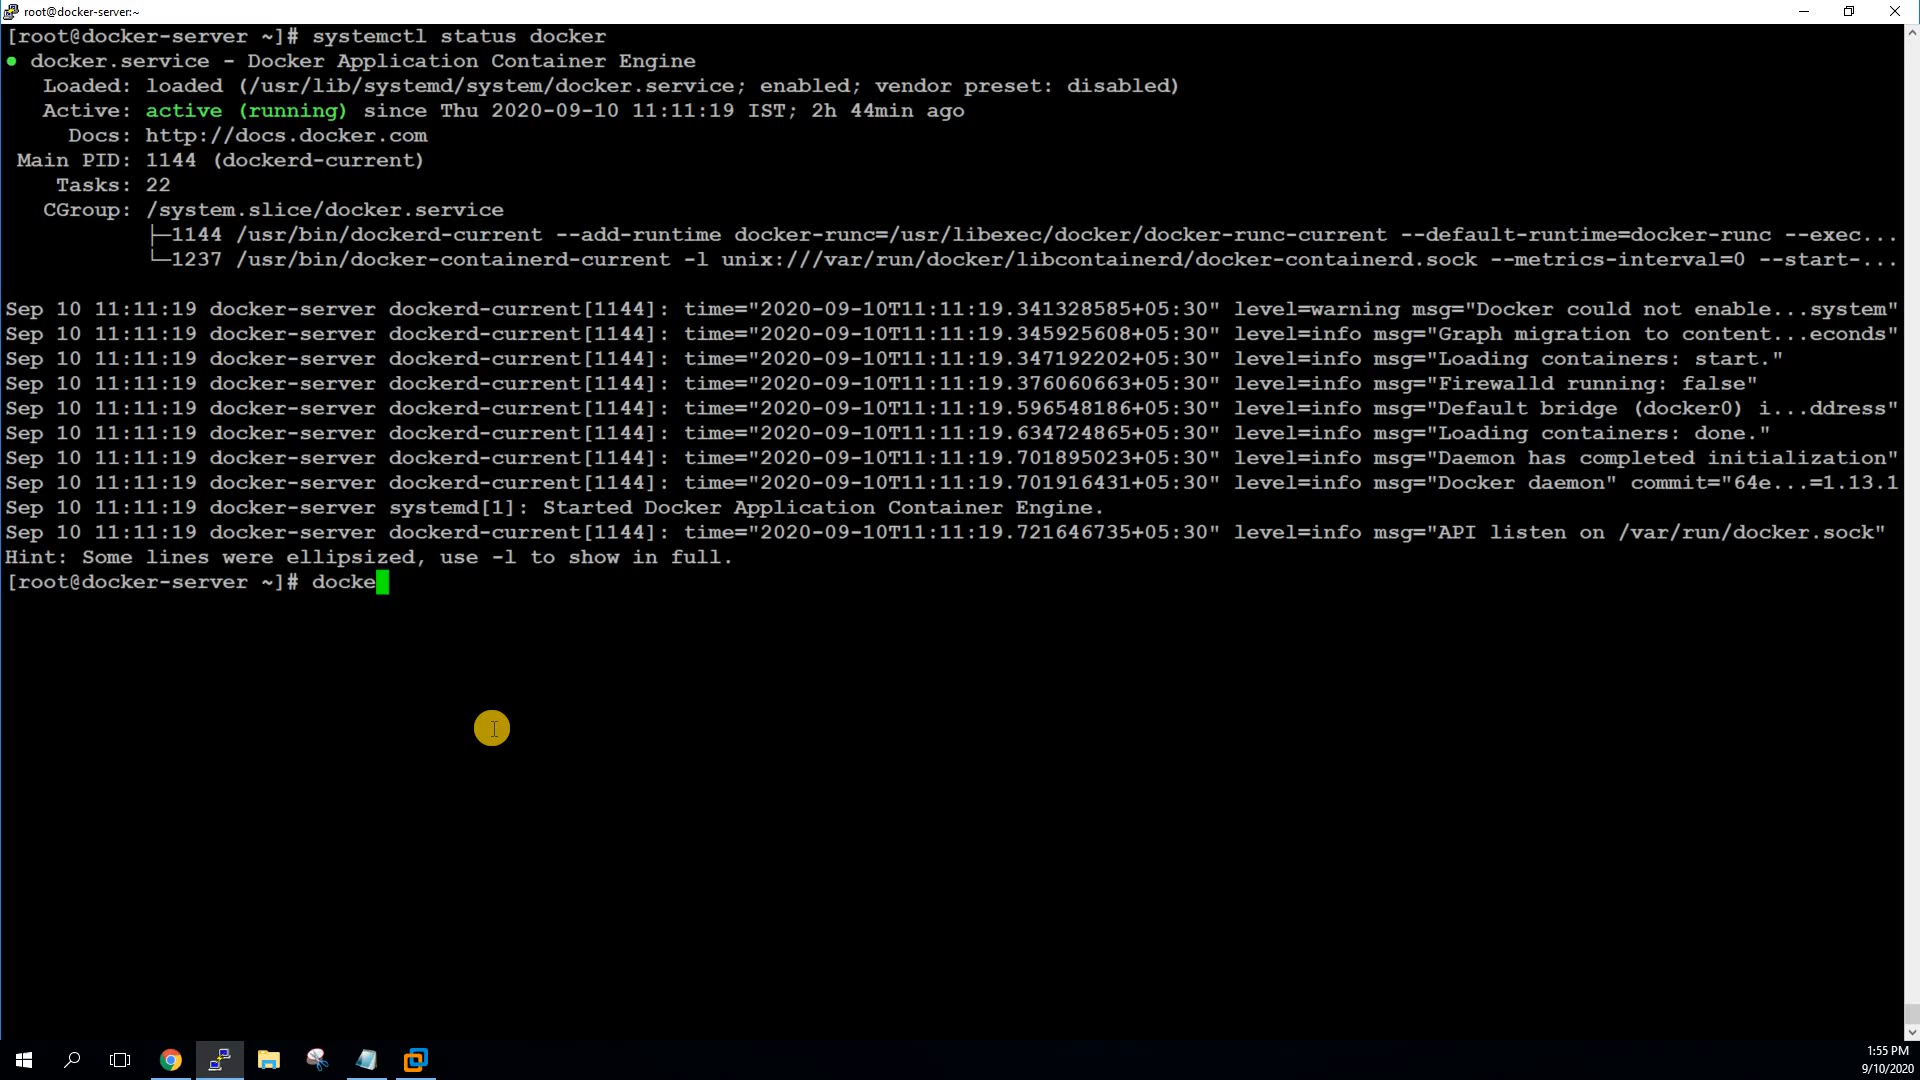 root@docker-server:~
[root@docker-server ~]# systemctl status docker
● docker.service - Docker Application Container Engine
   Loaded: loaded (/usr/lib/systemd/system/docker.service; enabled; vendor preset: disabled)
   Active: active (running) since Thu 2020-09-10 11:11:19 IST; 2h 44min ago
     Docs: http://docs.docker.com
 Main PID: 1144 (dockerd-current)
    Tasks: 22
   CGroup: /system.slice/docker.service
           ├─1144 /usr/bin/dockerd-current --add-runtime docker-runc=/usr/libexec/docker/docker-runc-current --default-runtime=docker-runc --exec...
           └─1237 /usr/bin/docker-containerd-current -l unix:///var/run/docker/libcontainerd/docker-containerd.sock --metrics-interval=0 --start-...
Sep 10 11:11:19 docker-server dockerd-current[1144]: time="2020-09-10T11:11:19.341328585+05:30" level=warning msg="Docker could not enable...system"
Sep 10 11:11:19 docker-server dockerd-current[1144]: time="2020-09-10T11:11:19.345925608+05:30" level=info msg="Graph migration to content...econds"
Sep 10 11:11:19 docker-server dockerd-current[1144]: time="2020-09-10T11:11:19.347192202+05:30" level=info msg="Loading containers: start."
Sep 10 11:11:19 docker-server dockerd-current[1144]: time="2020-09-10T11:11:19.376060663+05:30" level=info msg="Firewalld running: false"
Sep 10 11:11:19 docker-server dockerd-current[1144]: time="2020-09-10T11:11:19.596548186+05:30" level=info msg="Default bridge (docker0) i...ddress"
Sep 10 11:11:19 docker-server dockerd-current[1144]: time="2020-09-10T11:11:19.634724865+05:30" level=info msg="Loading containers: done."
Sep 10 11:11:19 docker-server dockerd-current[1144]: time="2020-09-10T11:11:19.701895023+05:30" level=info msg="Daemon has completed initialization"
Sep 10 11:11:19 docker-server dockerd-current[1144]: time="2020-09-10T11:11:19.701916431+05:30" level=info msg="Docker daemon" commit="64e...=1.13.1
Sep 10 11:11:19 docker-server systemd[1]: Started Docker Application Container Engine.
Sep 10 11:11:19 docker-server dockerd-current[1144]: time="2020-09-10T11:11:19.721646735+05:30" level=info msg="API listen on /var/run/docker.sock"
Hint: Some lines were ellipsized, use -l to show in full.
[root@docker-server ~]# docke
1:55 PM
9/10/2020